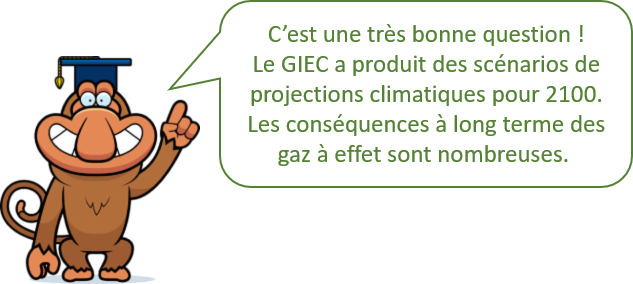 C’est une très bonne question !
Le GIEC a produit des scénarios de
projections climatiques pour 2100.
Les conséquences à long terme des
gaz à effet sont nombreuses.